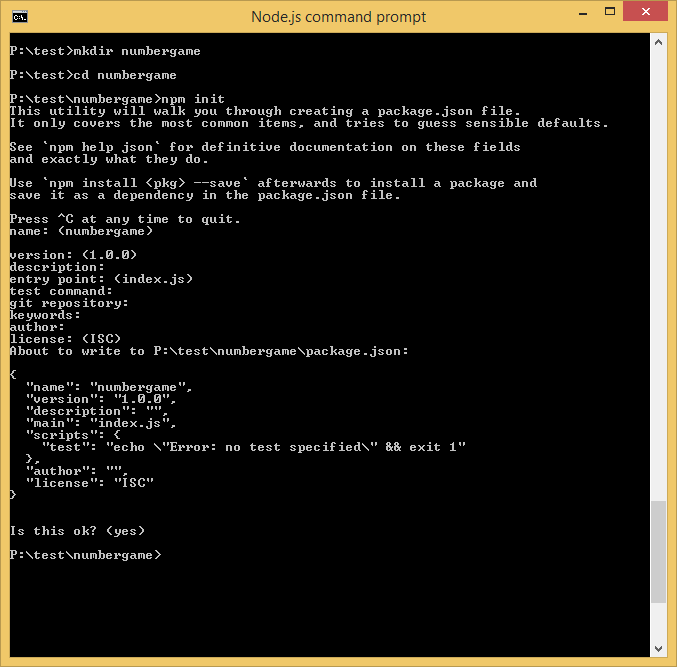 Node.js command prompt
P:\test>mkdir numbergame
P:\test>cd numbergame
P:\test\numbergame>npm init
This utility will walk you through creating a package.json file.
It only covers the most common items, and tries to guess sensible defaults.
See `npm help json` for definitive documentation on these fields
and exactly what they do.
Use `npm install <pkg> --save` afterwards to install a package and
save it as a dependency in the package.json file.
Press ^C at any time to quit.
name: (numbergame)
version: (1.0.0)
description:
entry point: (index.js)
test command:
git repository:
keywords:
author:
license: (ISC)
About to write to P:\test\numbergame\package.json:
{
  "name": "numbergame",
  "version": "1.0.0",
  "description": "",
  "main": "index.js",
  "scripts": {
    "test": "echo \"Error: no test specified\" && exit 1"
  },
  "author": "",
  "license": "ISC"
}
Is this ok? (yes)
P:\test\numbergame>